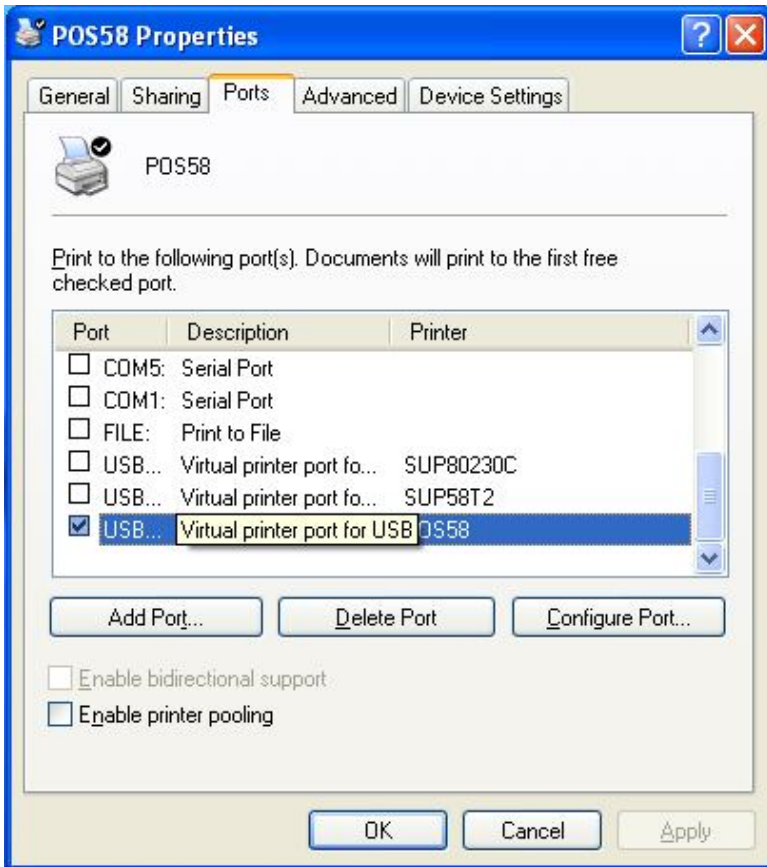 POS58 Properties
General Sharing Ports Advanced Device Settings
POS58
Print to the following port(s). Documents will print to the first free
checked port.
Port Description Printer
COM5: Serial Port
COM1: Serial Port
FILE: Print to File
USB... Virtual printer port fo... SUP80230C
USB... Virtual printer port fo... SUP58T2
USB... Virtual printer port for USB OS58
Add Port... Delete Port Configure Port...
Enable bidirectional support
Enable printer pooling
OK Cancel Apply